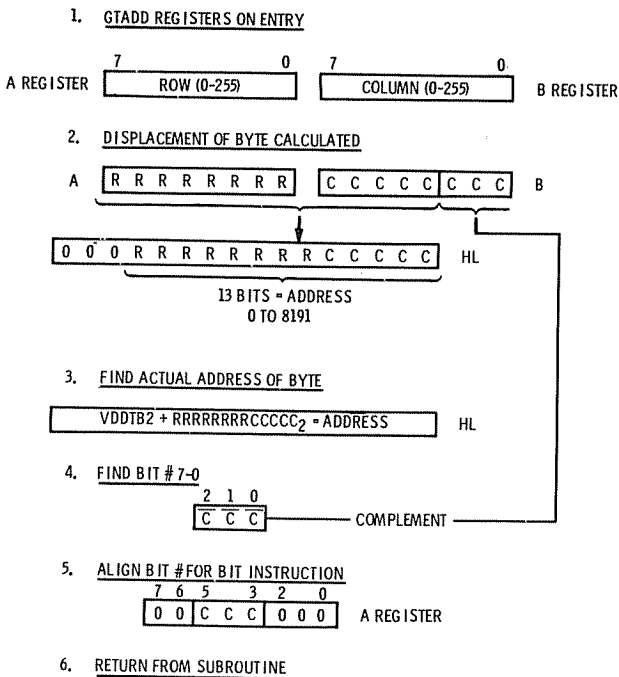 1. GTADD REGISTERS ON ENTRY
7 0 7 0
A REGISTER ROW (0-255) COLUMN (0-255) B REGISTER
2. DISPLACEMENT OF BYTE CALCULATED
A R R R R R R R R C C C C C C C C B
0 0 0 R R R R R R R R C C C C C HL
13 BITS = ADDRESS
0 TO 8191
3. FIND ACTUAL ADDRESS OF BYTE
VDDTB2 + RRRRRRRRCCCCC₂ = ADDRESS HL
4. FIND BIT # 7-0
2 1 0
C̅ C̅ C̅ COMPLEMENT
5. ALIGN BIT #FOR BIT INSTRUCTION
7 6 5 3 2 0
0 0 C C C 0 0 0 A REGISTER
6. RETURN FROM SUBROUTINE